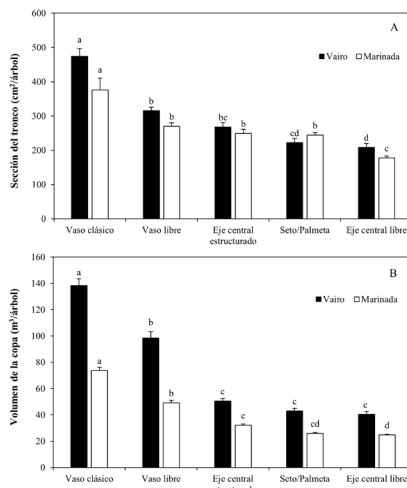 A
600
500
400
300
200
100
0
Sección del tronco (cm²/árbol)
Vairo Marinada
a a b b bc b cd b d c
Vaso clásico Vaso libre Eje central estructurado Seto/Palmeta Eje central libre
B
160
140
120
100
80
60
40
20
0
Volumen de la copa (m³/árbol)
Vairo Marinada
a a b b c c c cd c d
Vaso clásico Vaso libre Eje central Seto/Palmeta Eje central libre